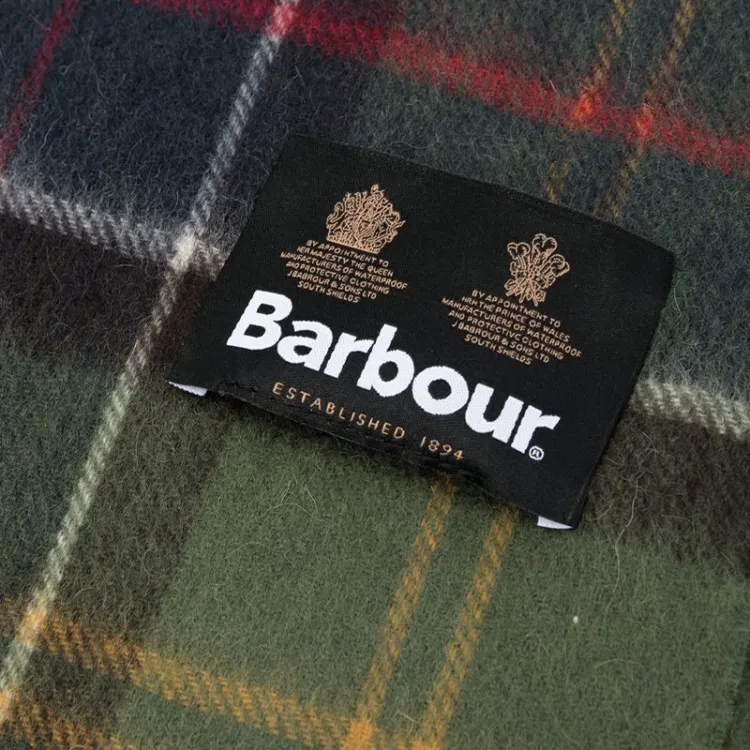 BY APPOINTMENT TO
HER MAJESTY THE QUEEN
MANUFACTURERS OF WATERPROOF
AND PROTECTIVE CLOTHING
J BARBOUR & SONS LTD
SOUTH SHIELDS
BY APPOINTMENT TO
HRH THE PRINCE OF WALES
MANUFACTURERS OF WATERPROOF
AND PROTECTIVE CLOTHING
J BARBOUR & SONS LTD
SOUTH SHIELDS
Barbour®
ESTABLISHED 1894